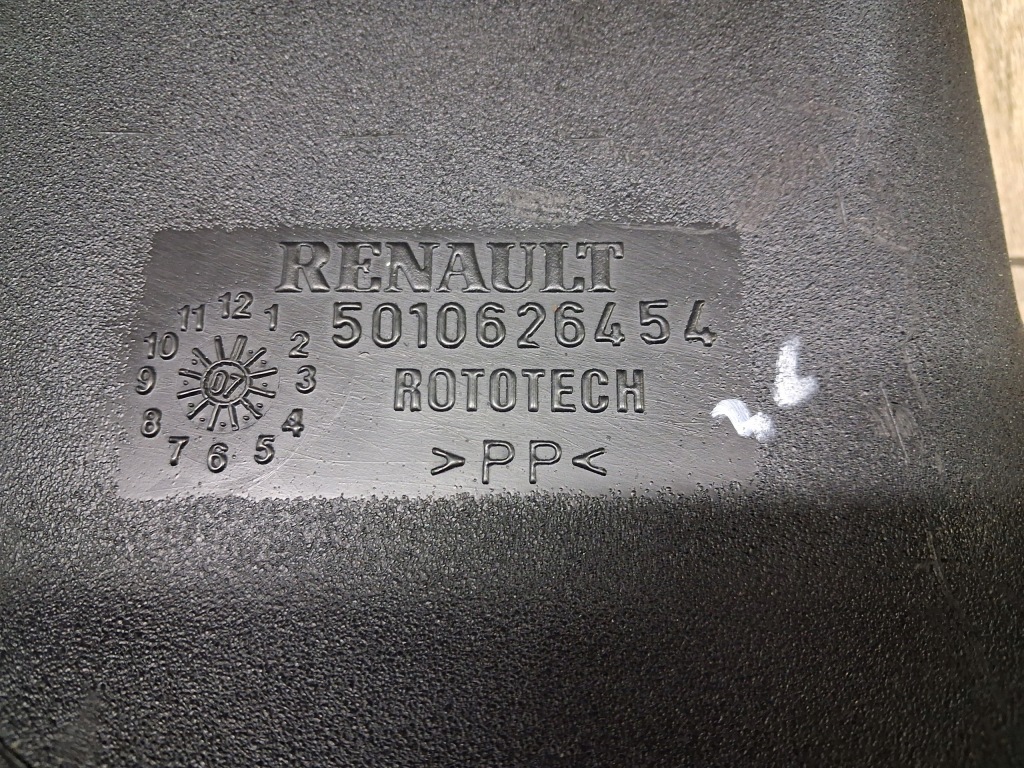 RENAULT
5010626454
ROTOTECH
>PP<
12 1 2 3 4 5 6 7 8 9 10 11
07